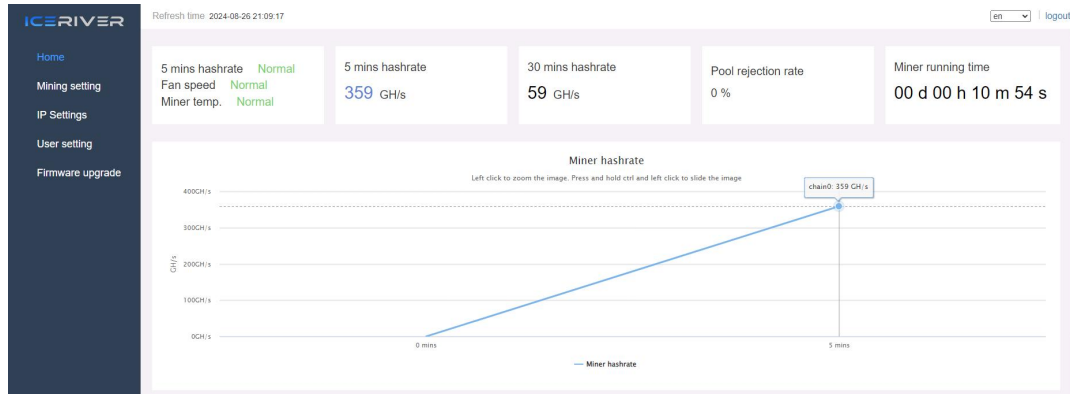 ICERIVER
Refresh time 2024-08-26 21:09:17
en
logout
Home
Mining setting
IP Settings
User setting
Firmware upgrade
5 mins hashrate Normal
Fan speed Normal
Miner temp. Normal
5 mins hashrate
359 GH/s
30 mins hashrate
59 GH/s
Pool rejection rate
0 %
Miner running time
00 d 00 h 10 m 54 s
Miner hashrate
Left click to zoom the image. Press and hold ctrl and left click to slide the image
chain0: 359 GH/s
400GH/s
300GH/s
200GH/s
100GH/s
0GH/s
GH/s
0 mins
5 mins
Miner hashrate